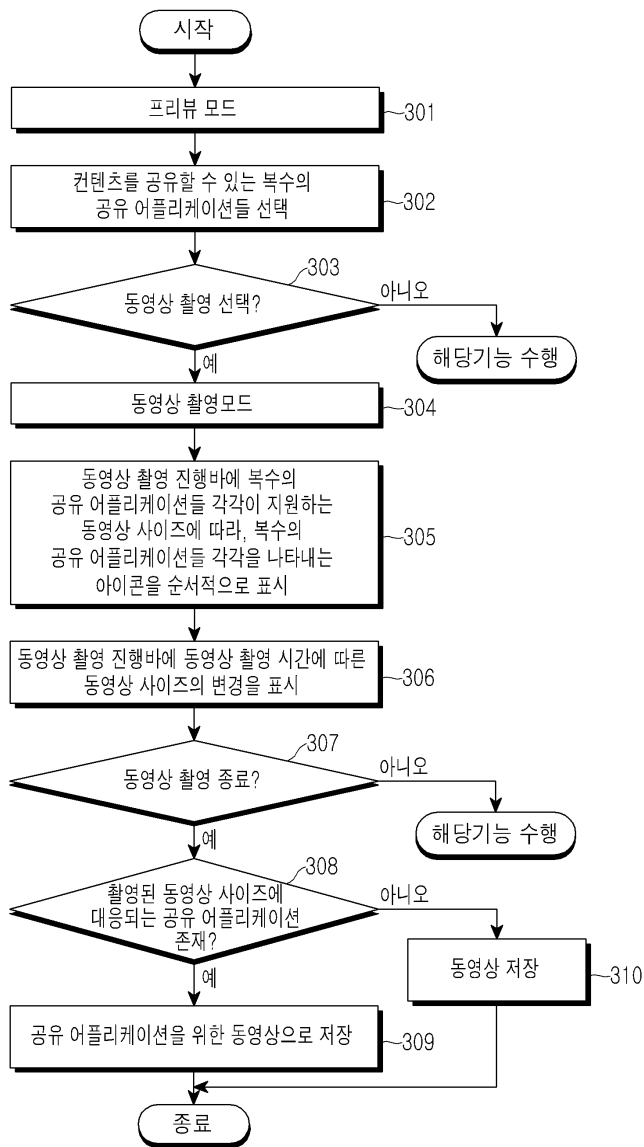 시작
프리뷰 모드
301
컨텐츠를 공유할 수 있는 복수의
공유 어플리케이션들 선택
302
303
동영상 촬영 선택?
아니오
해당기능 수행
예
동영상 촬영모드
304
동영상 촬영 진행바에 복수의
공유 어플리케이션들 각각이 지원하는
동영상 사이즈에 따라, 복수의
공유 어플리케이션들 각각을 나타내는
아이콘을 순서적으로 표시
305
동영상 촬영 진행바에 동영상 촬영 시간에 따른
동영상 사이즈의 변경을 표시
306
307
동영상 촬영 종료?
아니오
해당기능 수행
예
308
촬영된 동영상 사이즈에
대응되는 공유 어플리케이션
존재?
아니오
예
동영상 저장
310
공유 어플리케이션을 위한 동영상으로 저장
309
종료